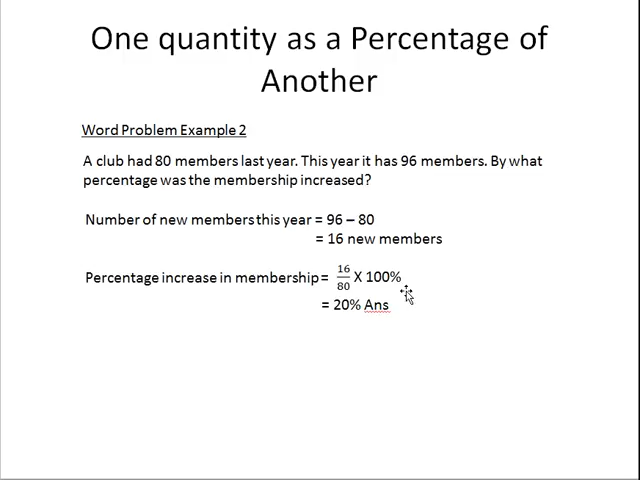 One quantity as a Percentage of
Another
Word Problem Example 2
A club had 80 members last year. This year it has 96 members. By what
percentage was the membership increased?
Number of new members this year = 96 – 80
= 16 new members
Percentage increase in membership = 16/80 X 100%
= 20% Ans